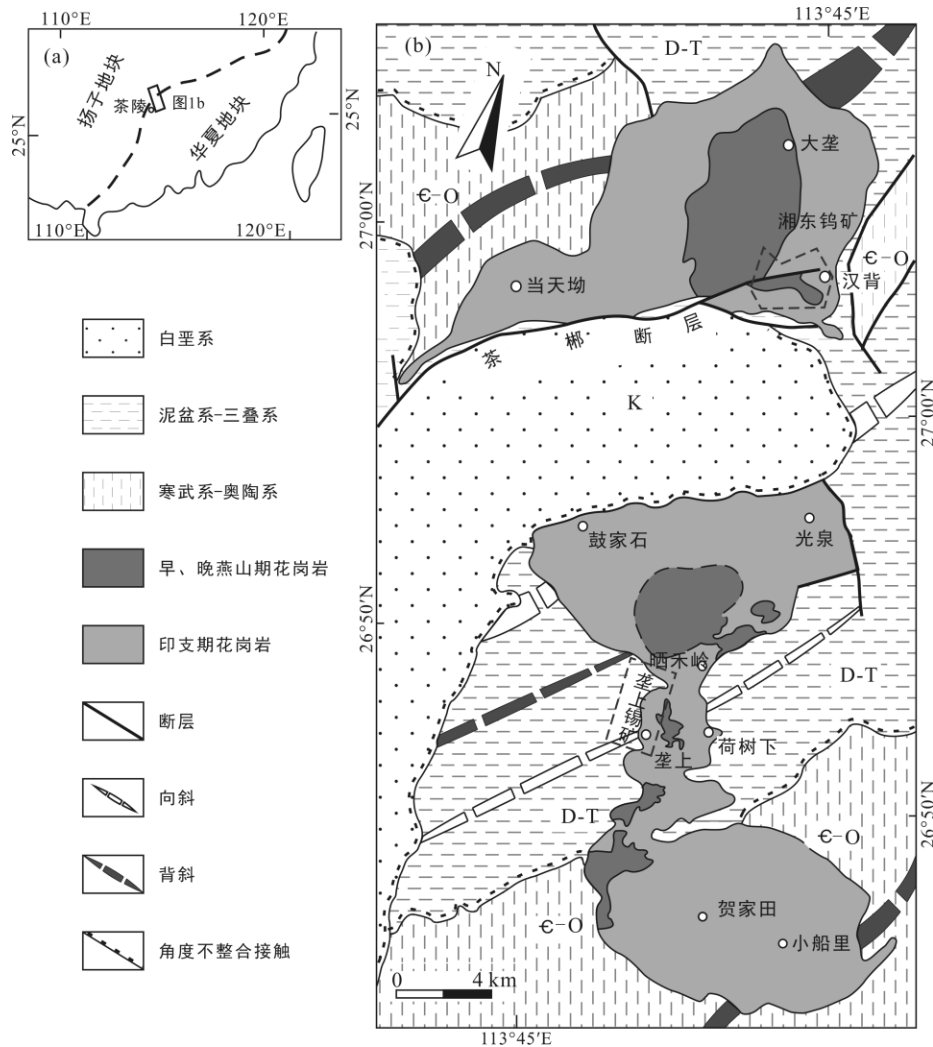 110°E
120°E
(a)
扬子地块
茶陵
图1b
华夏地块
25°N
25°N
110°E
120°E
白垩系
泥盆系-三叠系
寒武系-奥陶系
早、晚燕山期花岗岩
印支期花岗岩
断层
向斜
背斜
角度不整合接触
113°45′E
(b)
D-T
N
大垄
Є-O
湘东钨矿
27°00′N
Є-O
汉背
当天坳
茶郴断层
K
27°00′N
鼓家石
光泉
26°50′N
晒禾岭
D-T
垄上锡矿
荷树下
垄上
D-T
26°50′N
Є-O
贺家田
Є-O
小船里
0 4 km
113°45′E